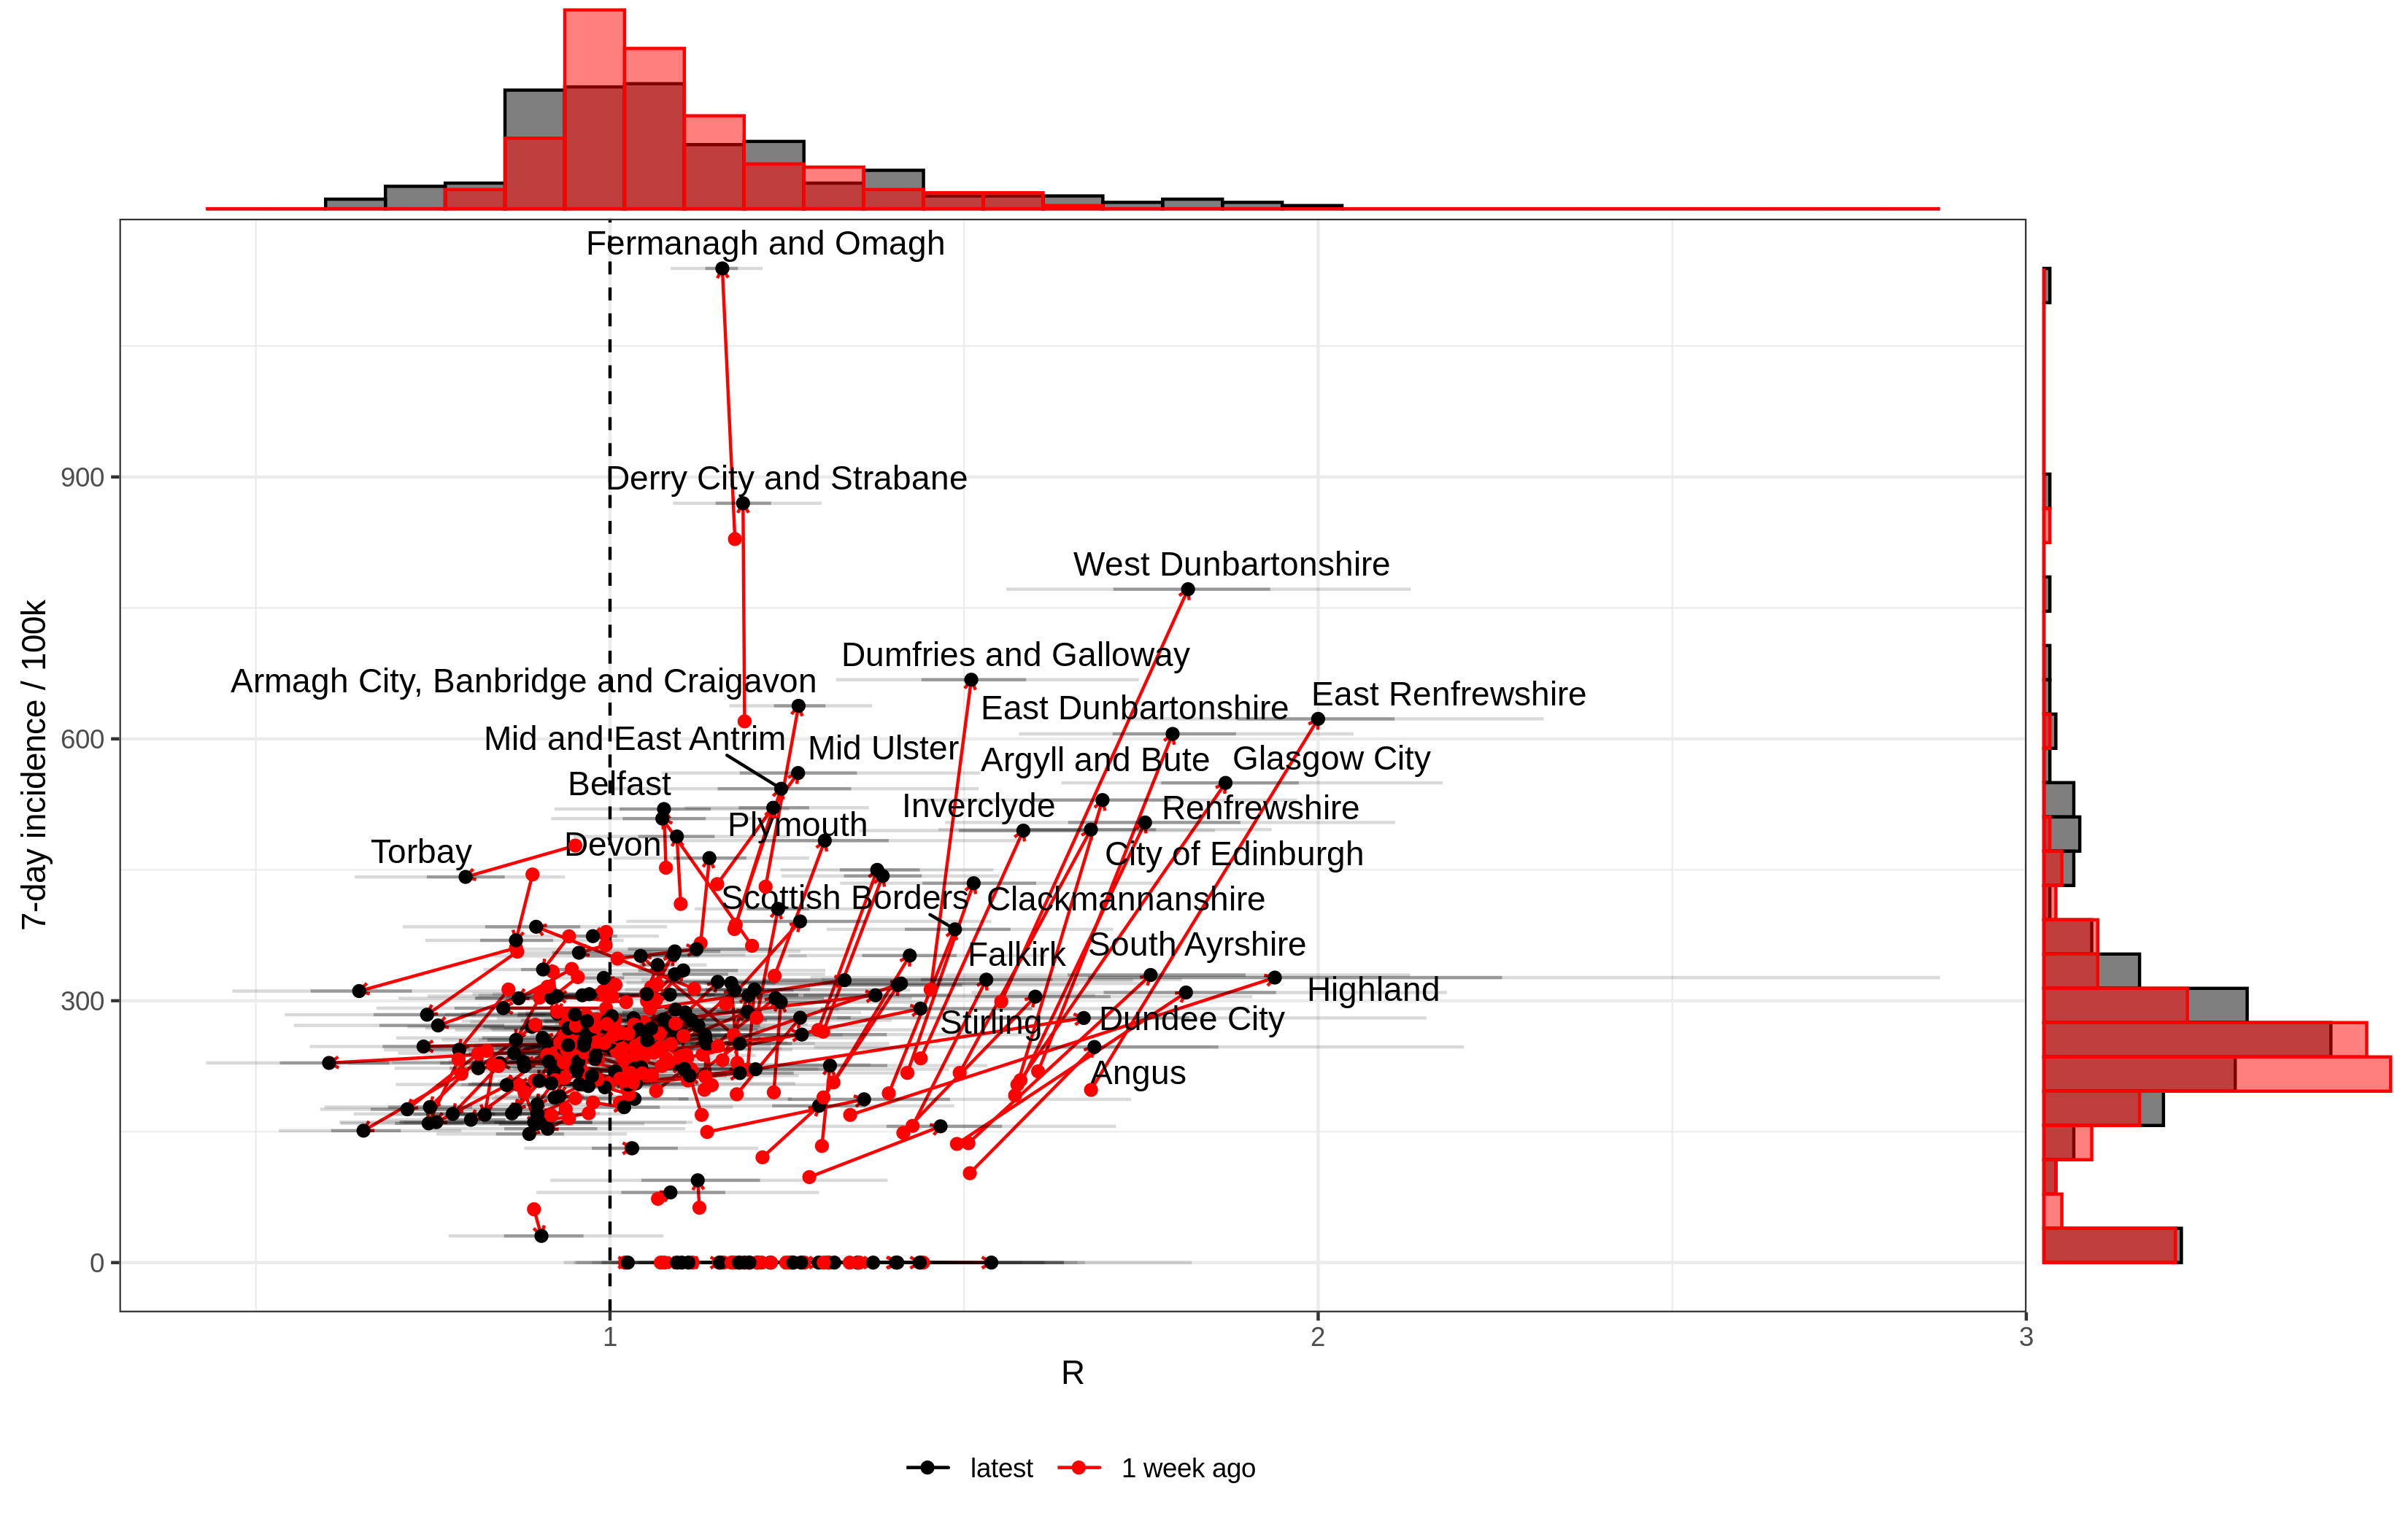 Fermanagh and Omagh
900
Derry City and Strabane
West Dunbartonshire
Dumfries and Galloway
Armagh City, Banbridge and Craigavon
East Renfrewshire
East Dunbartonshire
600
Mid and East Antrim
Mid Ulster
Argyll and Bute
Glasgow City
Belfast
Inverclyde
Renfrewshire
Plymouth
Torbay
Devon
City of Edinburgh
Scottish Borders
Clackmannanshire
Falkirk
South Ayrshire
300
Highland
Stirling
Dundee City
Angus
0
7-day incidence / 100k
1
2
3
R
latest
1 week ago